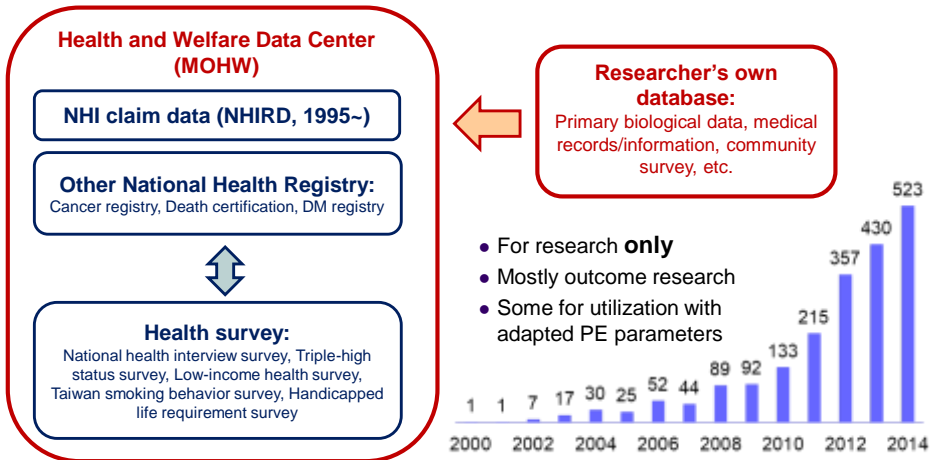 Health and Welfare Data Center
(MOHW)
NHI claim data (NHIRD, 1995~)
Other National Health Registry:
Cancer registry, Death certification, DM registry
Health survey:
National health interview survey, Triple-high
status survey, Low-income health survey,
Taiwan smoking behavior survey, Handicapped
life requirement survey
Researcher's own
database:
Primary biological data, medical
records/information, community
survey, etc.
● For research only
● Mostly outcome research
● Some for utilization with
adapted PE parameters
1 1 7 17 30 25 52 44 89 92 133 215 357 430 523
2000 2002 2004 2006 2008 2010 2012 2014